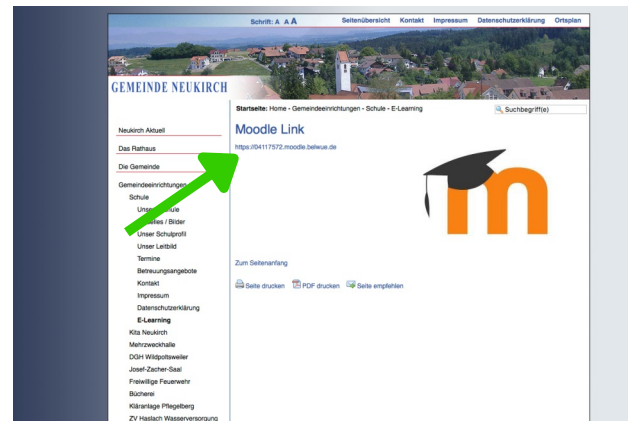 Schrift: A A A
Seitenübersicht Kontakt Impressum Datenschutzerklärung Ortsplan
GEMEINDE NEUKIRCH
Startseite: Home - Gemeindeeinrichtungen - Schule - E-Learning
Suchbegriff(e)
Neukirch Aktuell
Das Rathaus
Die Gemeinde
Gemeindeeinrichtungen
Schule
Unser Schulprofil
Unser Leitbild
Termine
Betreuungsangebote
Kontakt
Impressum
Datenschutzerklärung
E-Learning
Kita Neukirch
Mehrzweckhalle
DGH Wildpoltsweiler
Josef-Zacher-Saal
Freiwillige Feuerwehr
Bücherei
Kläranlage Pflegelberg
ZV Haslach Wasserversorgung
Moodle Link
https://04117572.moodle.belwue.de
m
Zum Seitenanfang
Seite drucken PDF drucken Seite empfehlen